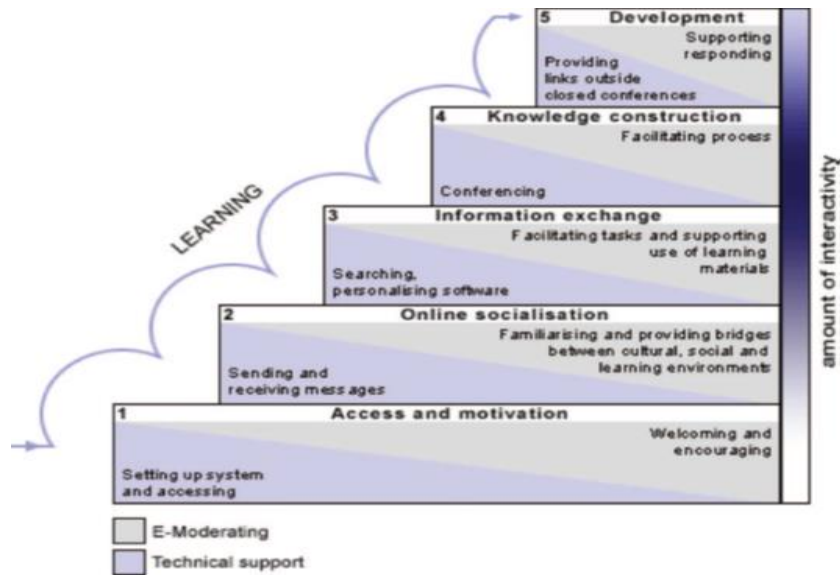 5 Development
Supporting
responding
Providing
links outside
closed conferences
4 Knowledge construction
Facilitating process
Conferencing
LEARNING
3 Information exchange
Facilitating tasks and supporting
use of learning
materials
Searching,
personalising software
2 Online socialisation
Familiarising and providing bridges
between cultural, social and
learning environments
Sending and
receiving messages
1 Access and motivation
Welcoming and
encouraging
Setting up system
and accessing
amount of interactivity
E-Moderating
Technical support